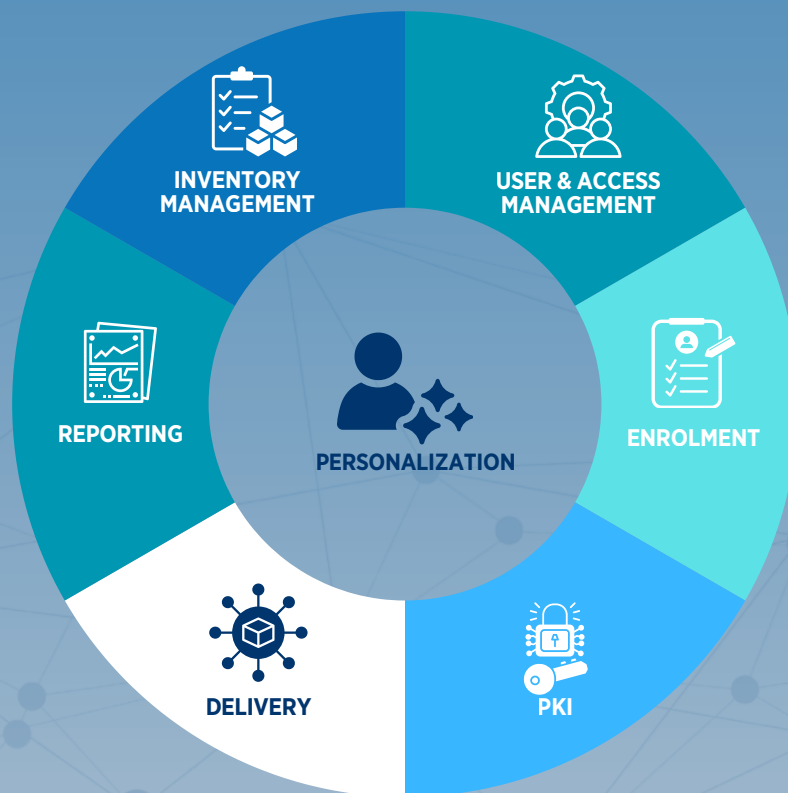 INVENTORY
MANAGEMENT
USER & ACCESS
MANAGEMENT
REPORTING
ENROLMENT
PERSONALIZATION
DELIVERY
PKI